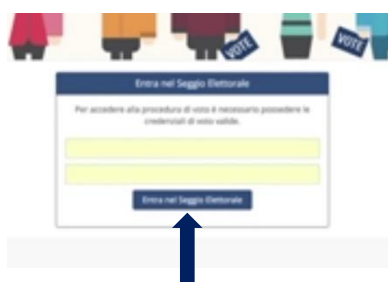 VOTE VOTE
Entra nel Seggio Elettorale
Per accedere alla procedura di voto è necessario possedere le
credenziali di voto valide.
Entra nel Seggio Elettorale